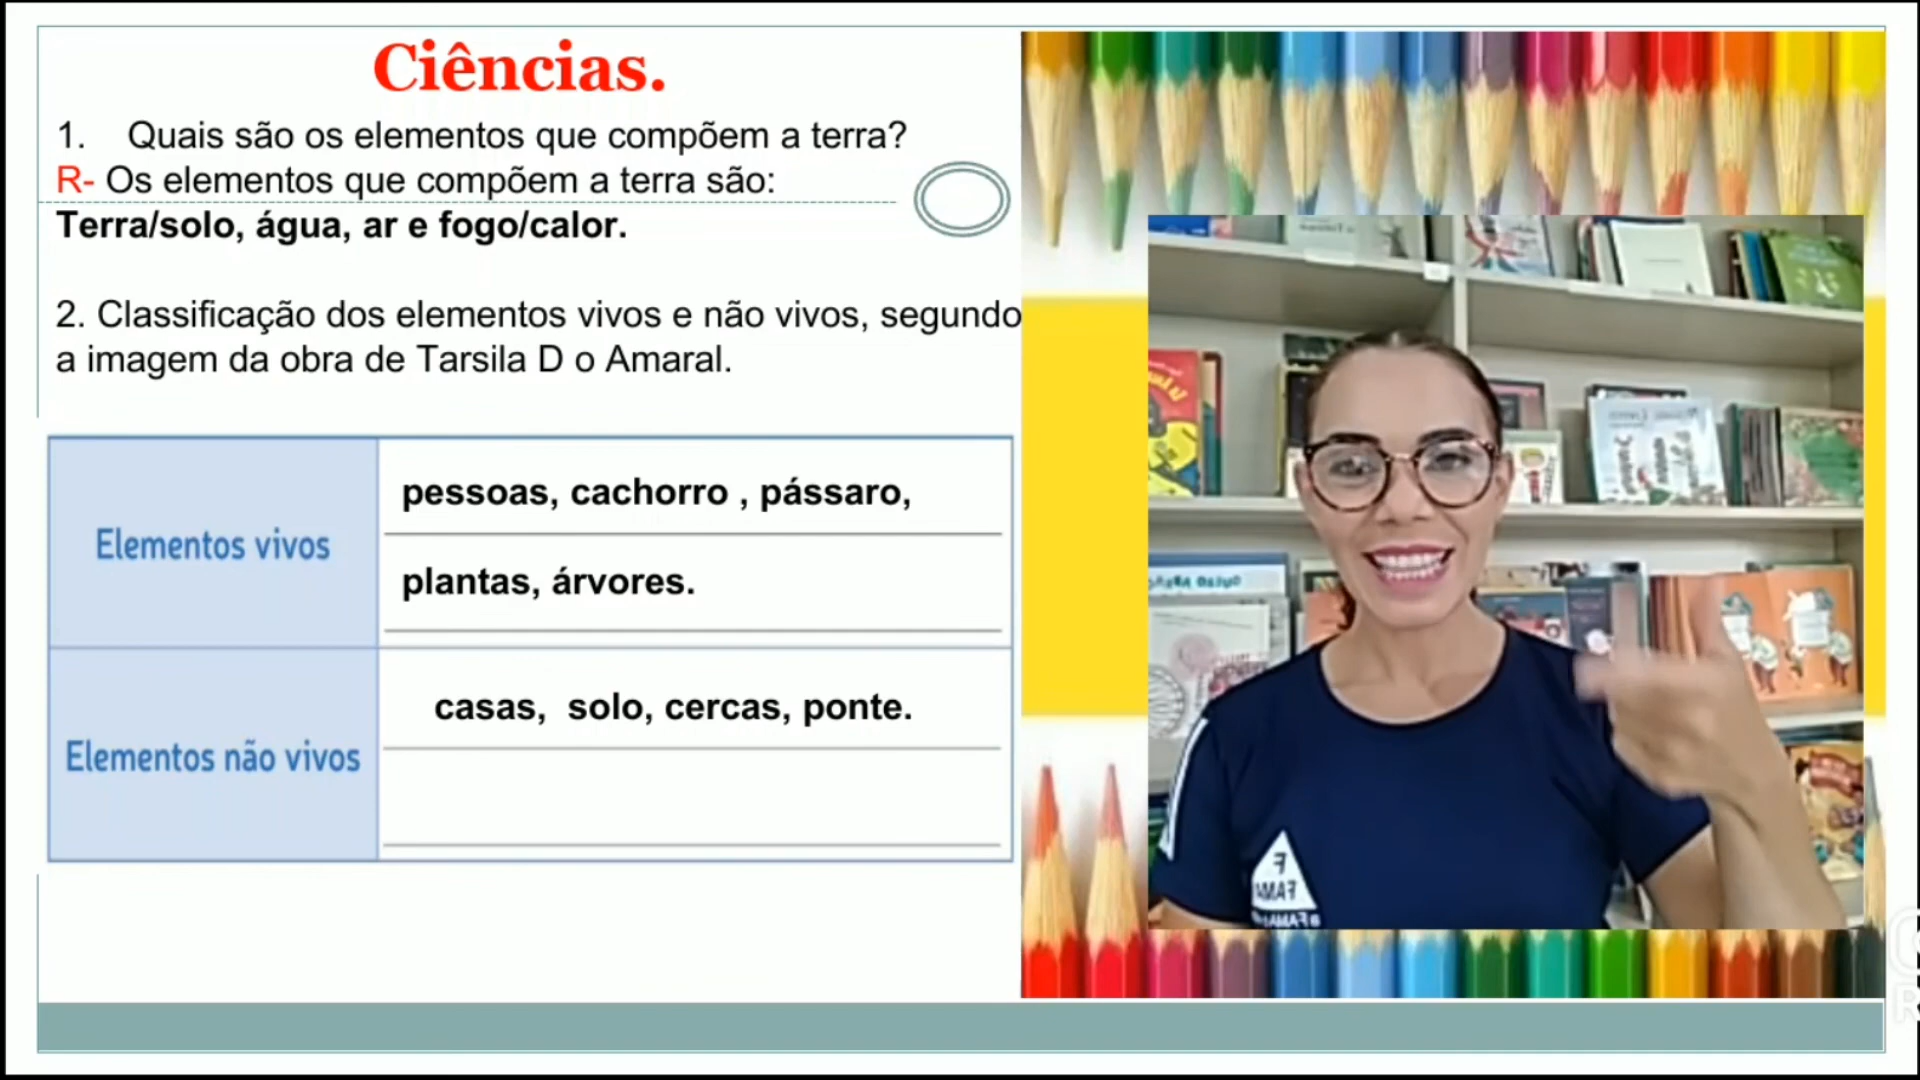 Ciências.
1. Quais são os elementos que compõem a terra?
R- Os elementos que compõem a terra são:
Terra/solo, água, ar e fogo/calor.
2. Classificação dos elementos vivos e não vivos, segundo
a imagem da obra de Tarsila D o Amaral.
Elementos vivos
pessoas, cachorro , pássaro,
plantas, árvores.
Elementos não vivos
casas, solo, cercas, ponte.